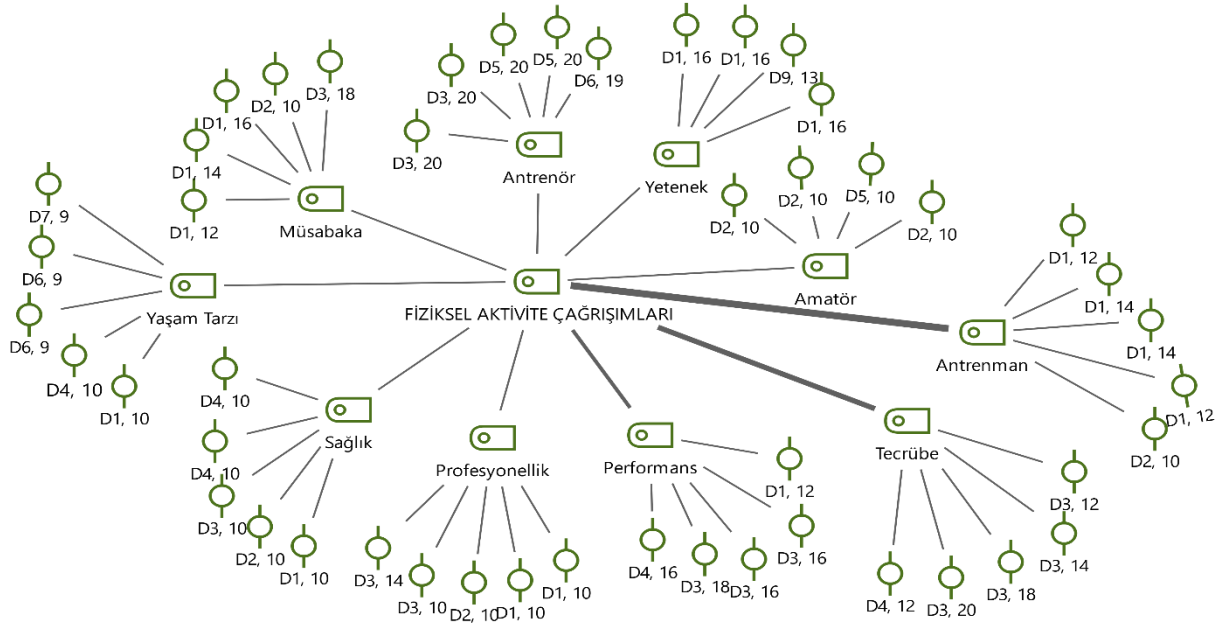 D1, 16
D2, 10
D3, 18
D1, 14
D1, 12
Müsabaka
D3, 20
D5, 20
D5, 20
D6, 19
D3, 20
Antrenör
D1, 16
D1, 16
D9, 13
D1, 16
Yetenek
D2, 10
D2, 10
D5, 10
D2, 10
Amatör
D7, 9
D6, 9
D6, 9
D4, 10
D1, 10
Yaşam Tarzı
FİZİKSEL AKTİVİTE ÇAĞRIŞIMLARI
D1, 12
D1, 14
D1, 14
D1, 12
D2, 10
Antrenman
D4, 10
D4, 10
D3, 10
D2, 10
D1, 10
Sağlık
Profesyonellik
D3, 14
D3, 10
D2, 10
D1, 10
D1, 10
Performans
D1, 12
D3, 16
D3, 16
D3, 18
D4, 16
Tecrübe
D3, 12
D3, 14
D3, 18
D3, 20
D4, 12